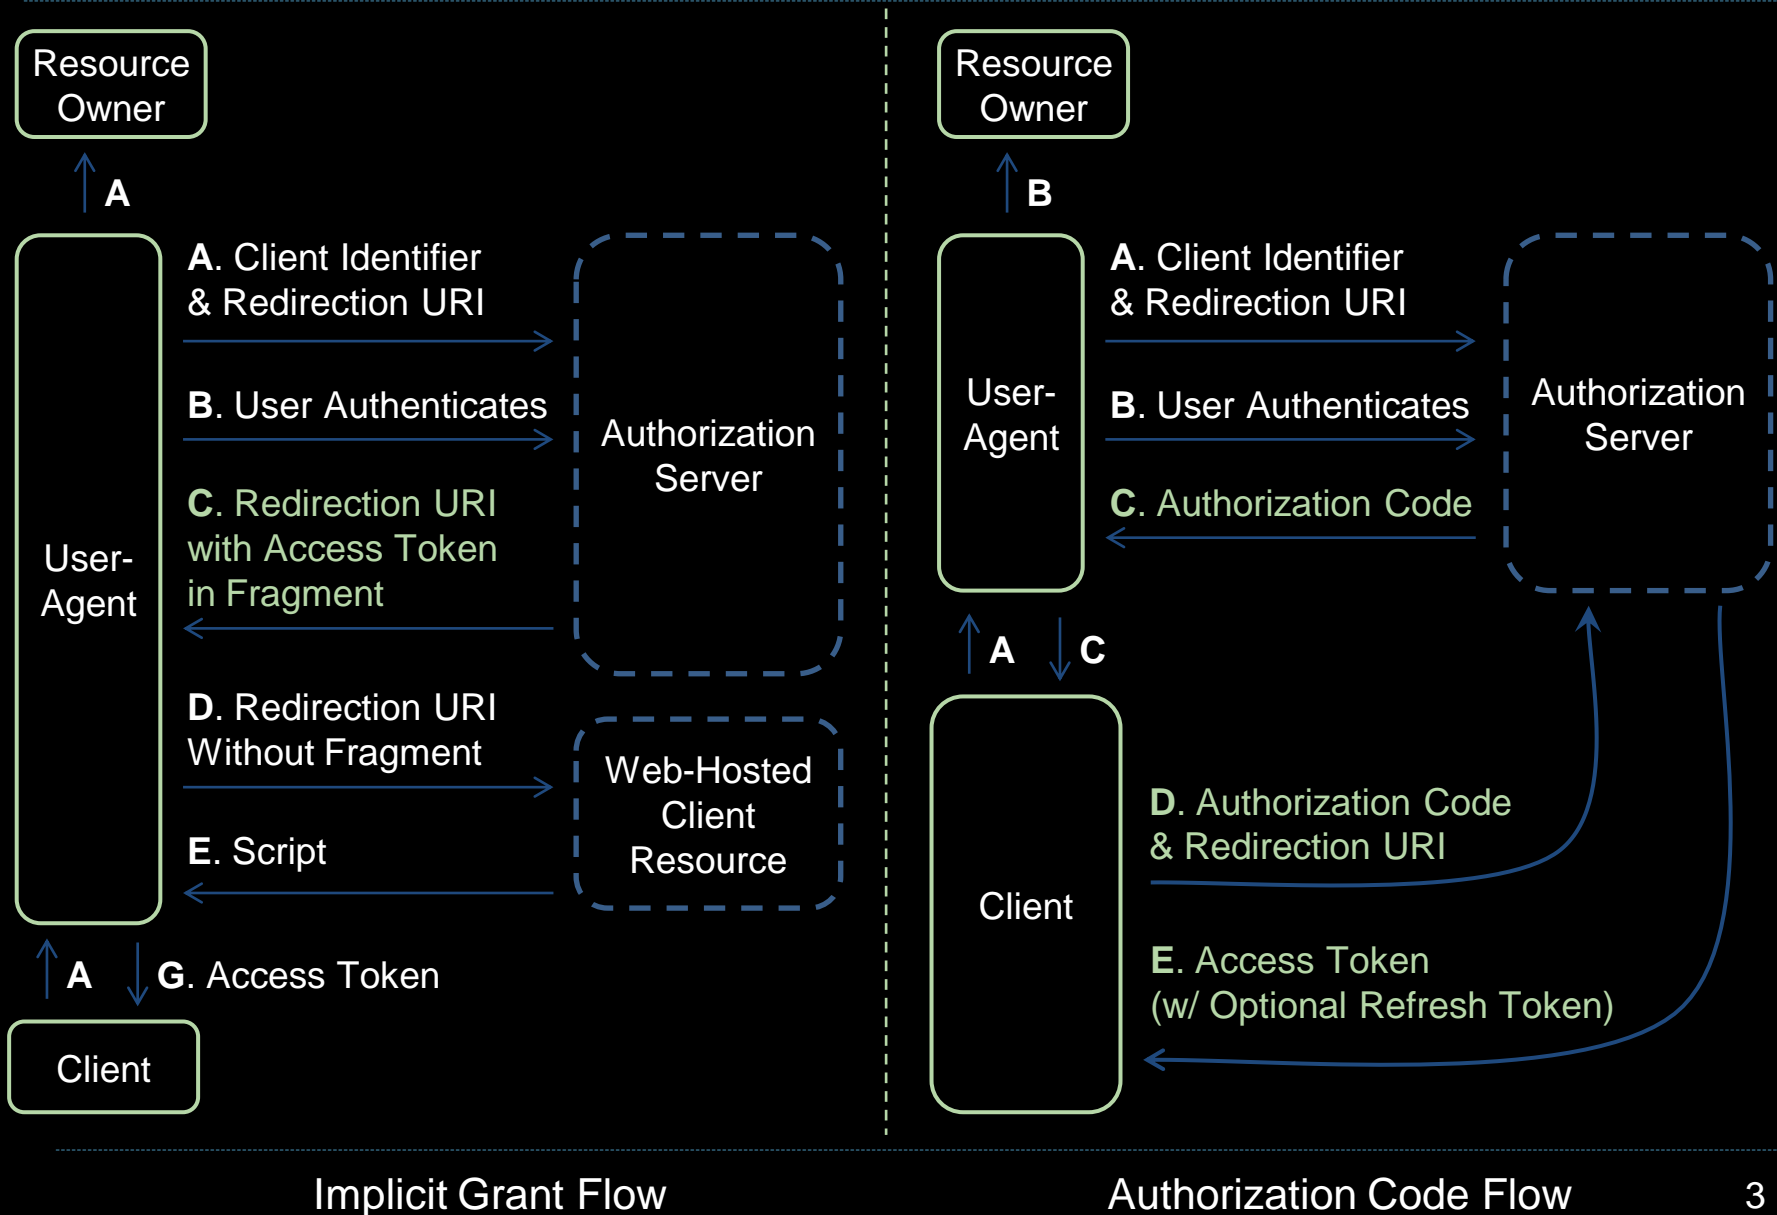 Resource
Owner
A
A. Client Identifier
& Redirection URI
B. User Authenticates
Authorization
Server
C. Redirection URI
with Access Token
in Fragment
User-
Agent
D. Redirection URI
Without Fragment
Web-Hosted
Client
Resource
E. Script
A
G. Access Token
Client
Implicit Grant Flow
Resource
Owner
B
A. Client Identifier
& Redirection URI
User-
Agent
B. User Authenticates
Authorization
Server
C. Authorization Code
A
C
D. Authorization Code
& Redirection URI
Client
E. Access Token
(w/ Optional Refresh Token)
Authorization Code Flow
3